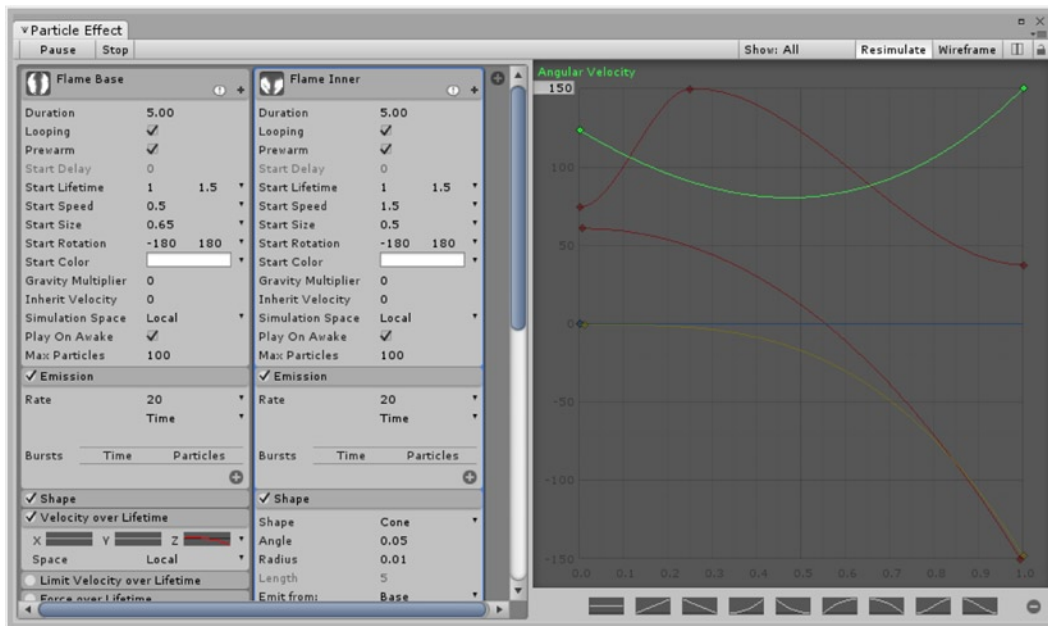 Particle Effect
Pause Stop Show: All Resimulate Wireframe
Flame Base
Duration 5.00
Looping
Prewarm
Start Delay 0
Start Lifetime 1 1.5
Start Speed 0.5
Start Size 0.65
Start Rotation -180 180
Start Color
Gravity Multiplier 0
Inherit Velocity 0
Simulation Space Local
Play On Awake
Max Particles 100
Emission
Rate 20
Time
Bursts Time Particles
Shape
Velocity over Lifetime
X Y Z
Space Local
Limit Velocity over Lifetime
Force over Lifetime
Flame Inner
Duration 5.00
Looping
Prewarm
Start Delay 0
Start Lifetime 1 1.5
Start Speed 1.5
Start Size 0.5
Start Rotation -180 180
Start Color
Gravity Multiplier 0
Inherit Velocity 0
Simulation Space Local
Play On Awake
Max Particles 100
Emission
Rate 20
Time
Bursts Time Particles
Shape
Shape Cone
Angle 0.05
Radius 0.01
Length 5
Emit from: Base
Angular Velocity
150
100
50
0
-50
-100
-150
0.0 0.1 0.2 0.3 0.4 0.5 0.6 0.7 0.8 0.9 1.0